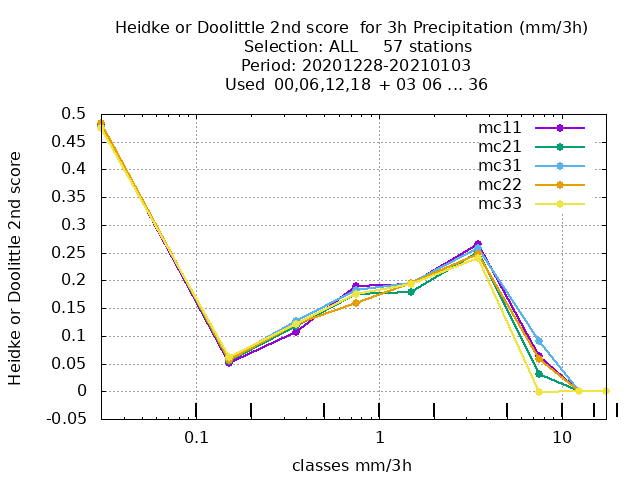 Heidke or Doolittle 2nd score  for 3h Precipitation (mm/3h)
Selection: ALL     57 stations
Period: 20201228-20210103
Used  00,06,12,18  + 03 06 ... 36
mc11
mc21
mc31
mc22
mc33
Heidke or Doolittle 2nd score
0.5
0.45
0.4
0.35
0.3
0.25
0.2
0.15
0.1
0.05
0
-0.05
0.1
1
10
classes mm/3h